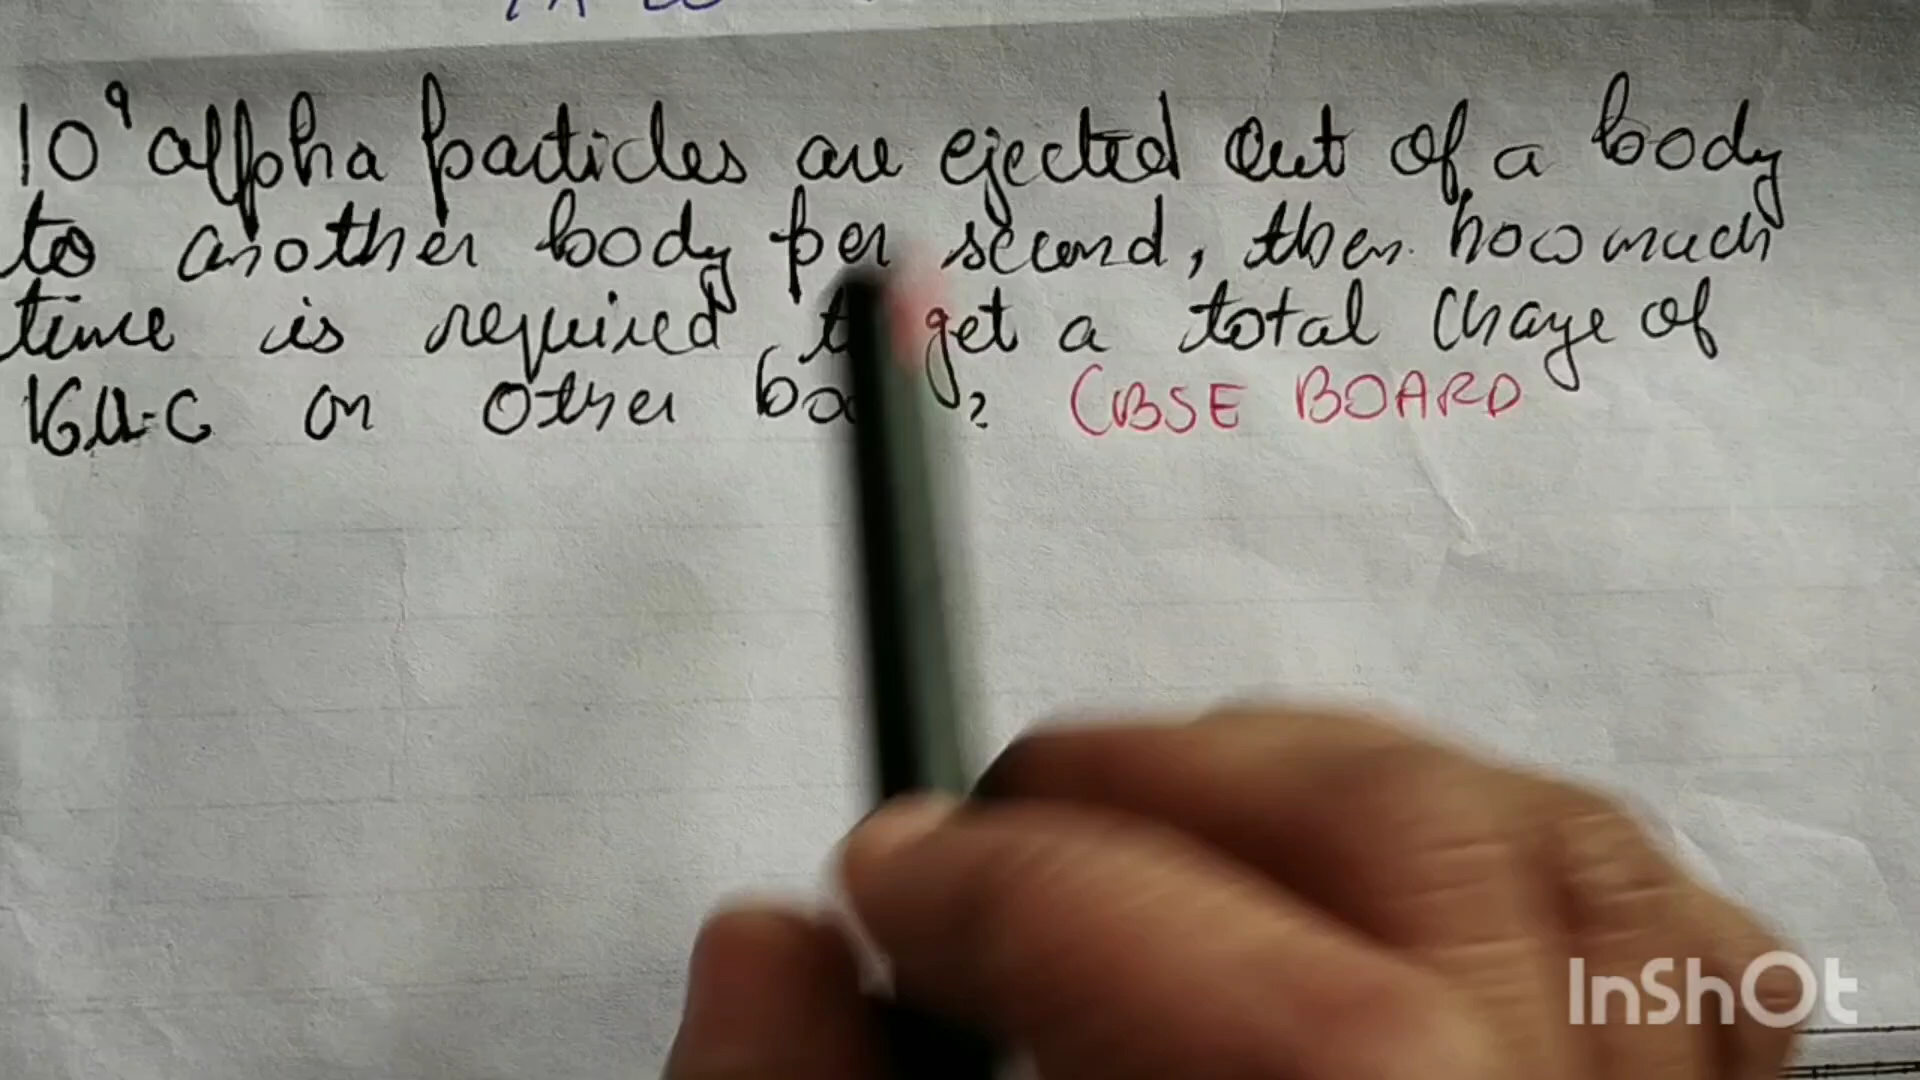 10⁹ alpha particles are ejected out of a body
to another body per second, then how much
time is required get a total charge of
16μ-C on other ? (CBSE BOARD
InShOt